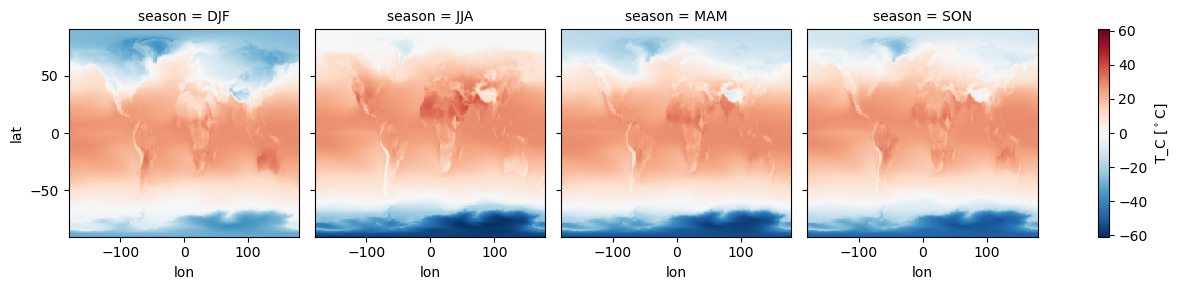 season = DJF
season = JJA
season = MAM
season = SON
lat
50
0
−50
−100 0 100
−100 0 100
−100 0 100
−100 0 100
lon
lon
lon
lon
60
40
20
0
−20
−40
−60
T_C [∘C]